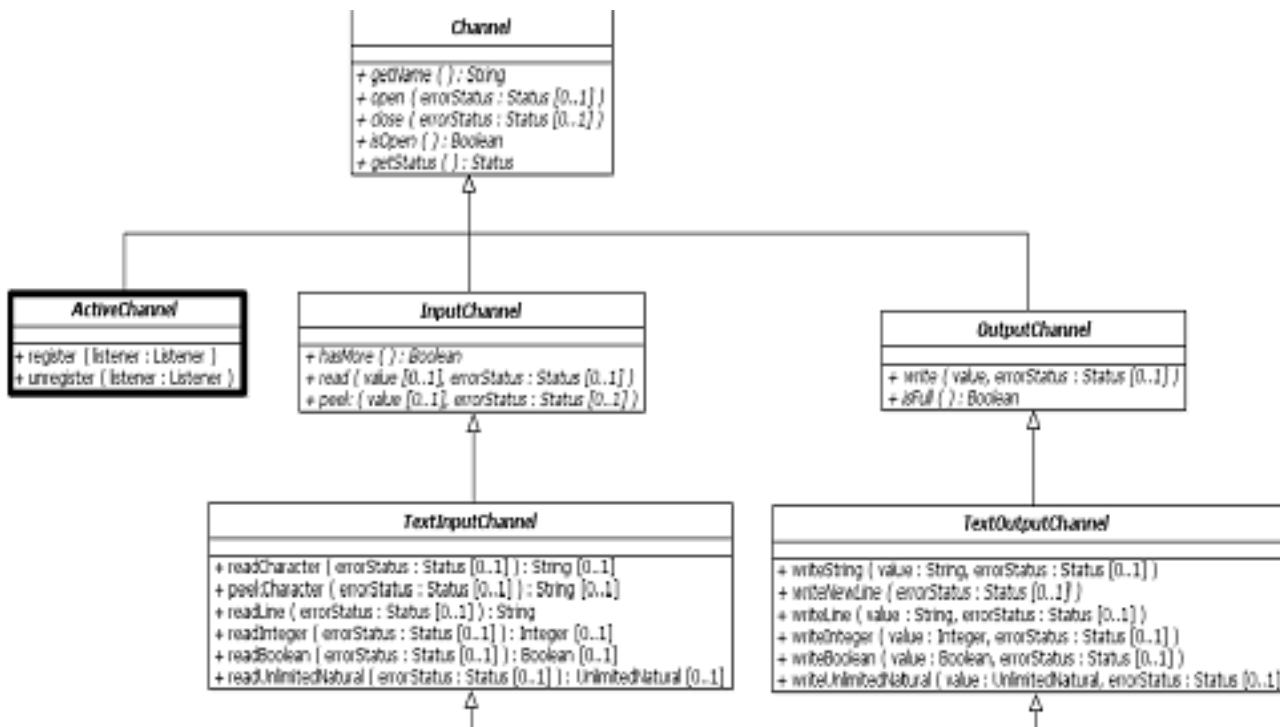 Channel
+ getName ( ) : String
+ open ( errorStatus : Status [0..1] )
+ close ( errorStatus : Status [0..1] )
+ isOpen ( ) : Boolean
+ getStatus ( ) : Status
ActiveChannel
+ register ( listener : Listener )
+ unregister ( listener : Listener )
InputChannel
+ hasMore ( ) : Boolean
+ read ( value [0..1], errorStatus : Status [0..1] )
+ peek ( value [0..1], errorStatus : Status [0..1] )
OutputChannel
+ write ( value, errorStatus : Status [0..1] )
+ isFull ( ) : Boolean
TextInputChannel
+ readCharacter ( errorStatus : Status [0..1] ) : String [0..1]
+ peekCharacter ( errorStatus : Status [0..1] ) : String [0..1]
+ readLine ( errorStatus : Status [0..1] ) : String
+ readInteger ( errorStatus : Status [0..1] ) : Integer [0..1]
+ readBoolean ( errorStatus : Status [0..1] ) : Boolean [0..1]
+ readUnlimitedNatural ( errorStatus : Status [0..1] ) : UnlimitedNatural [0..1]
TextOutputChannel
+ writeString ( value : String, errorStatus : Status [0..1] )
+ writeNewLine ( errorStatus : Status [0..1] )
+ writeLine ( value : String, errorStatus : Status [0..1] )
+ writeInteger ( value : Integer, errorStatus : Status [0..1] )
+ writeBoolean ( value : Boolean, errorStatus : Status [0..1] )
+ writeUnlimitedNatural ( value : UnlimitedNatural, errorStatus : Status [0..1]